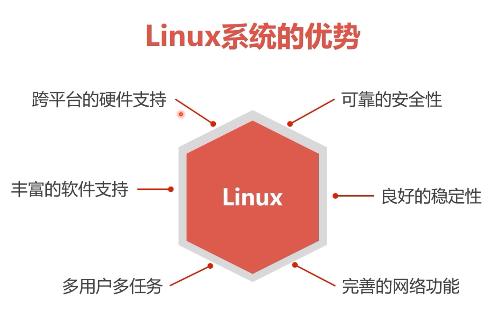 Linux系统的优势
跨平台的硬件支持
可靠的安全性
丰富的软件支持
Linux
良好的稳定性
多用户多任务
完善的网络功能